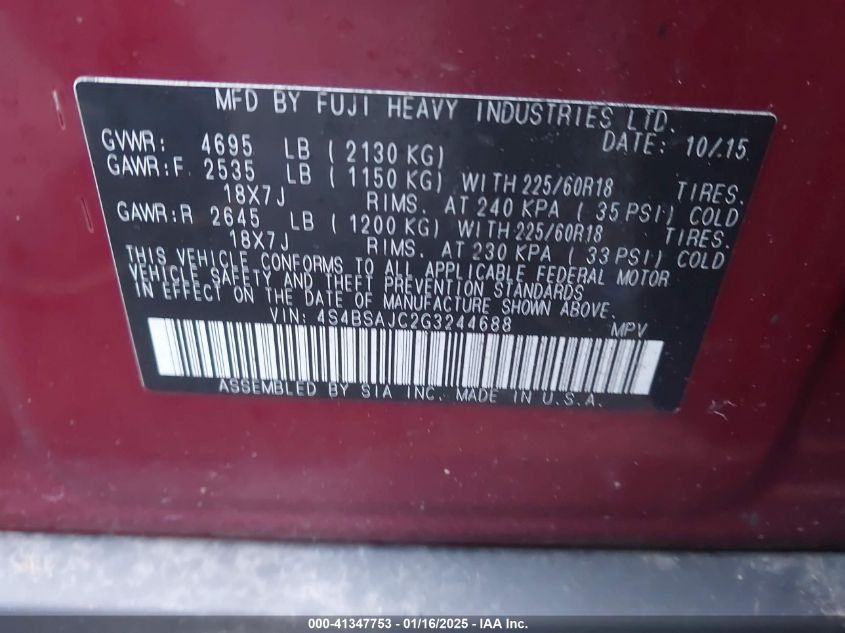 MFD BY FUJI HEAVY INDUSTRIES LTD.
GVWR: 4695 LB ( 2130 KG) DATE: 10/15
GAWR:F 2535 LB ( 1150 KG) WITH 225/60R18 TIRES.
18X7J RIMS. AT 240 KPA ( 35 PSI) COLD
GAWR:R 2645 LB ( 1200 KG) WITH 225/60R18 TIRES.
18X7J RIMS. AT 230 KPA ( 33 PSI) COLD
THIS VEHICLE CONFORMS TO ALL APPLICABLE FEDERAL MOTOR
VEHICLE SAFETY AND THEFT PREVENTION STANDARDS
IN EFFECT ON THE DATE OF MANUFACTURE SHOWN ABOVE.
VIN: 4S4BSAJC2G3244688 MPV
ASSEMBLED BY SIA INC. MADE IN U.S.A.
000-41347753 - 01/16/2025 - IAA Inc.